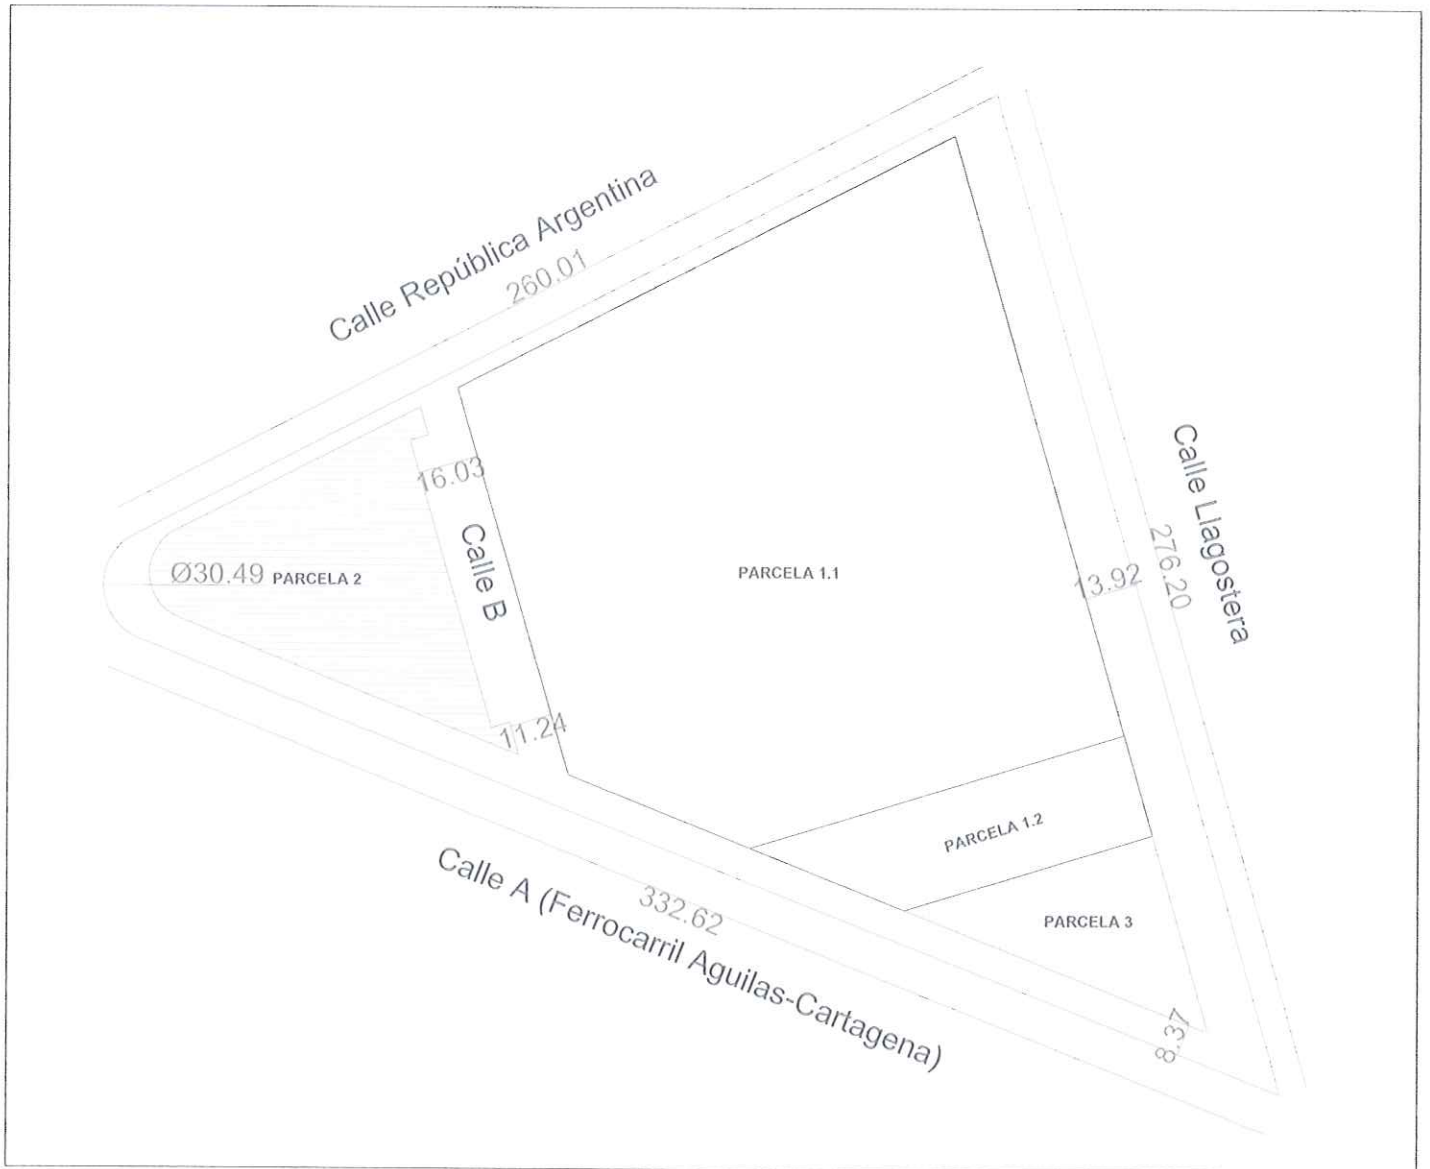 Calle República Argentina
260.01
16.03
Calle Llagostera
276.20
Calle B
Ø30.49
PARCELA 2
PARCELA 1.1
13.92
11.24
PARCELA 1.2
Calle A (Ferrocarril Aguilas-Cartagena)
332.62
PARCELA 3
8.37